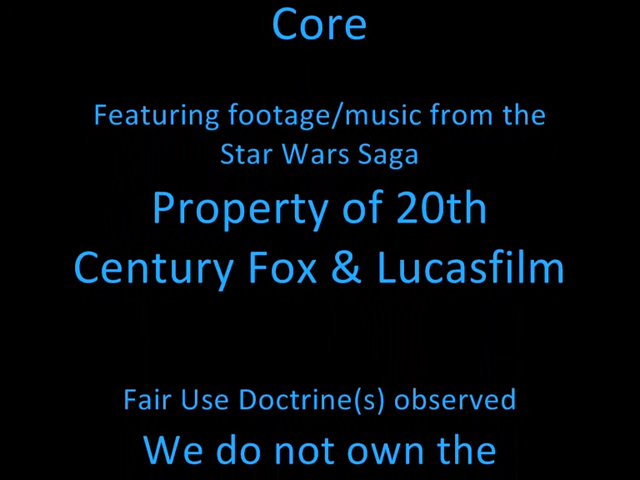 Core
Featuring footage/music from the
Star Wars Saga
Property of 20th
Century Fox & Lucasfilm
Fair Use Doctrine(s) observed
We do not own the